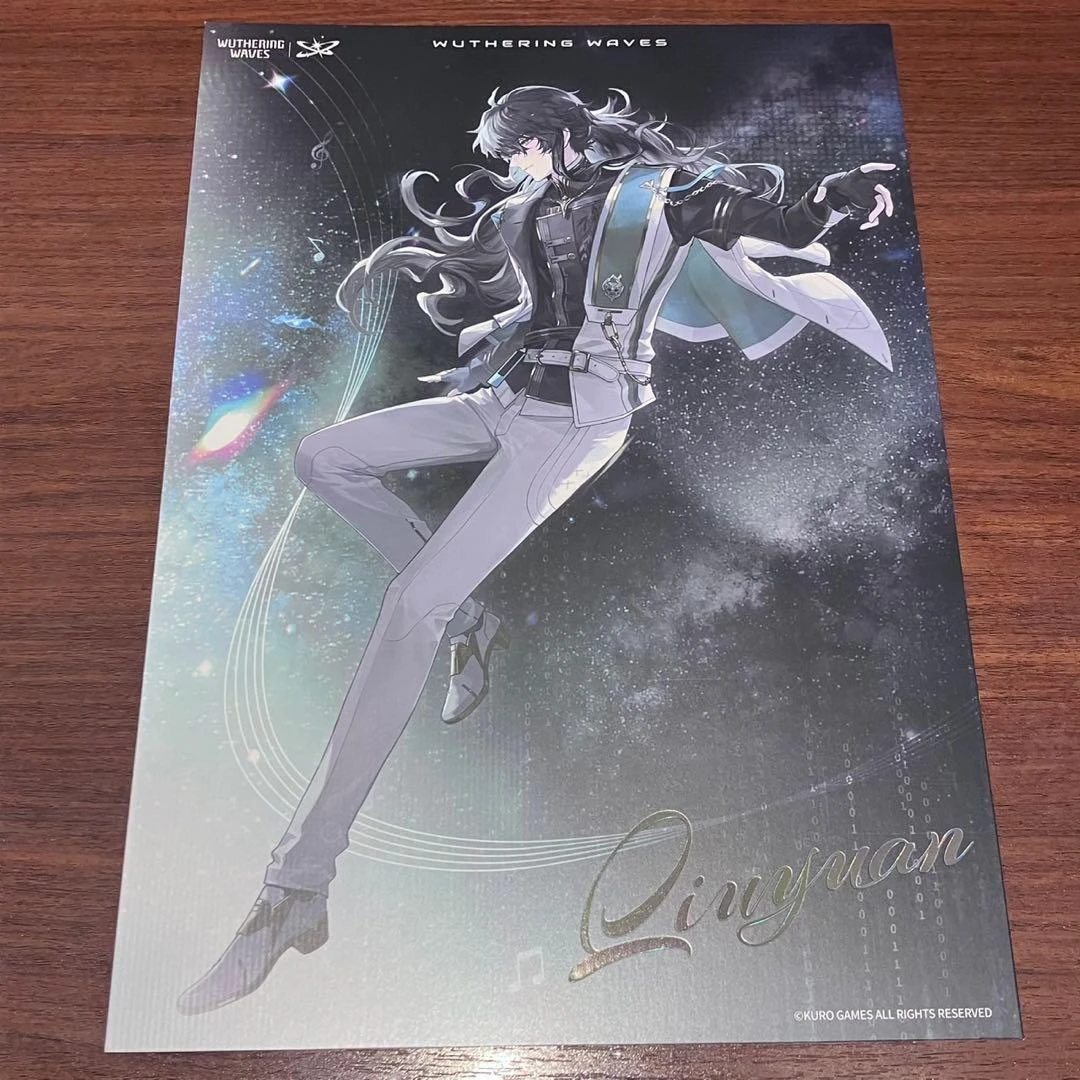 WUTHERING
WAVES
WUTHERING WAVES
Qiuyuan
©KURO GAMES ALL RIGHTS RESERVED